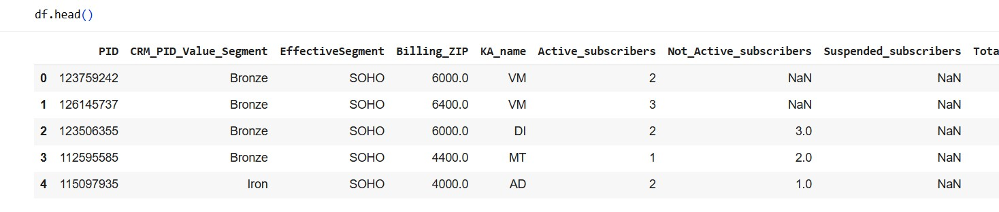 df.head()
PID CRM_PID_Value_Segment EffectiveSegment Billing_ZIP KA_name Active_subscribers Not_Active_subscribers Suspended_subscribers Tota
0 123759242 Bronze SOHO 6000.0 VM 2 NaN NaN
1 126145737 Bronze SOHO 6400.0 VM 3 NaN NaN
2 123506355 Bronze SOHO 6000.0 DI 2 3.0 NaN
3 112595585 Bronze SOHO 4400.0 MT 1 2.0 NaN
4 115097935 Iron SOHO 4000.0 AD 2 1.0 NaN